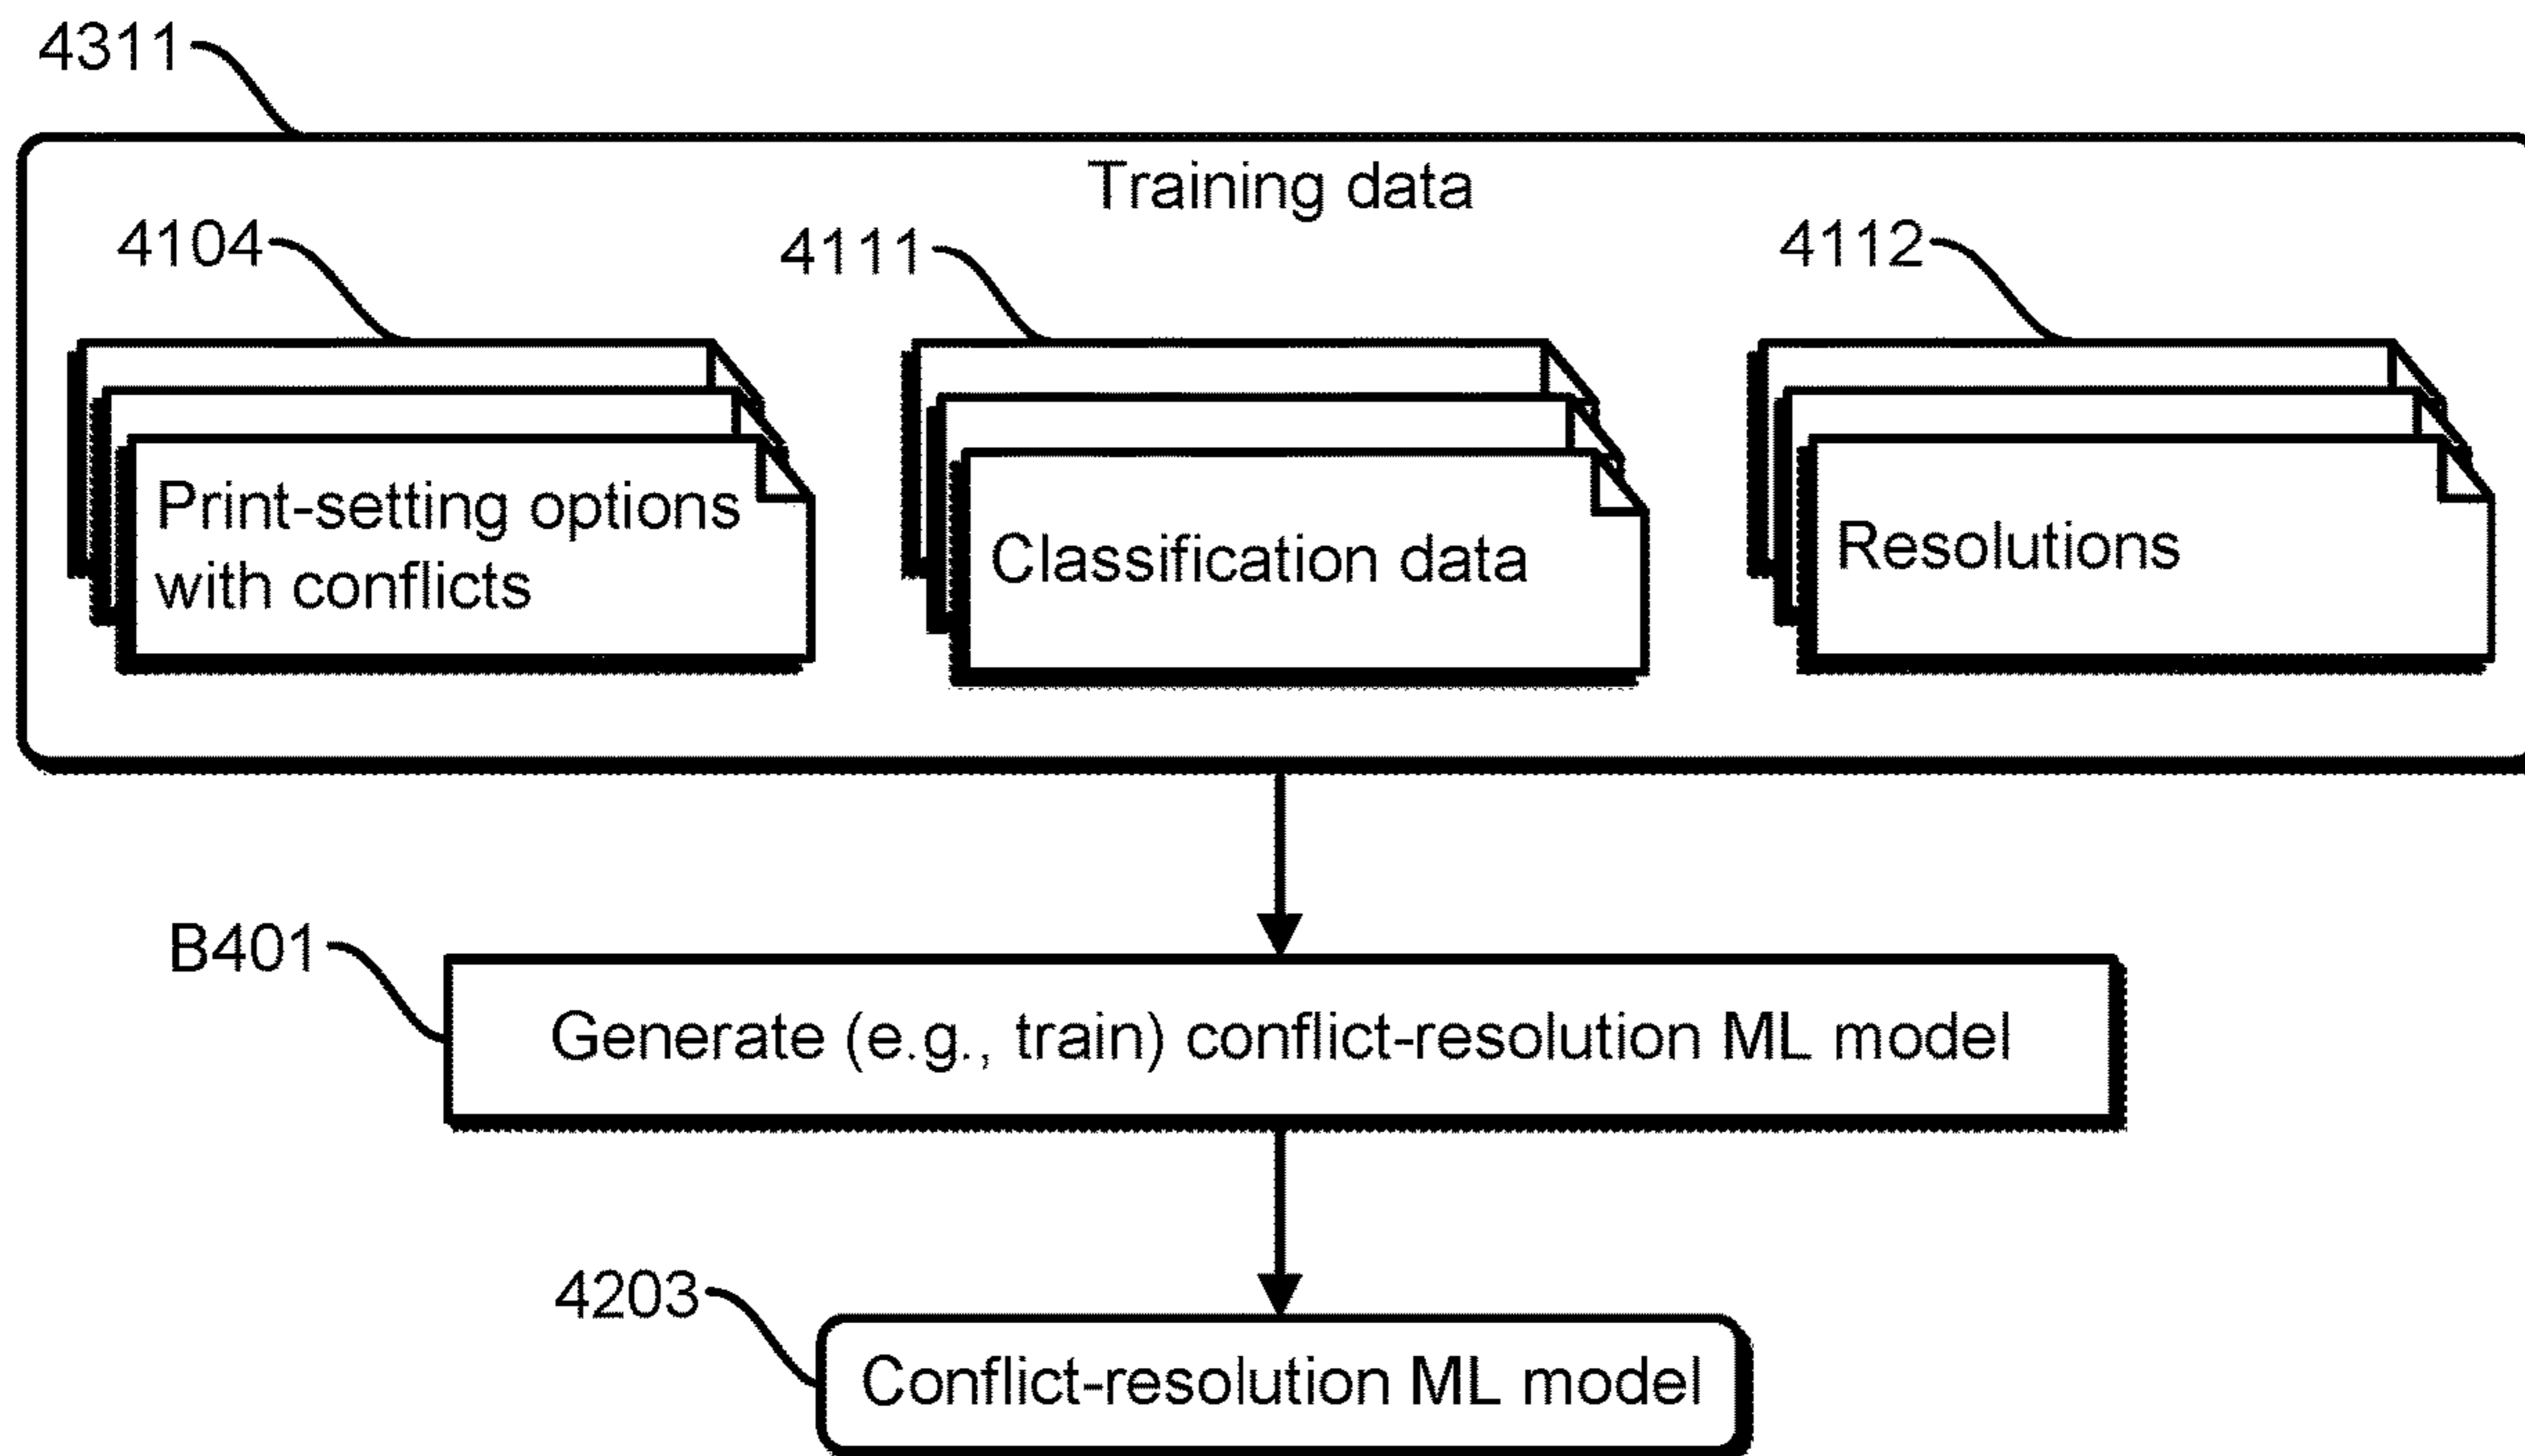 4311
Training data
4104
4111
4112
Print-setting options
with conflicts
Classification data
Resolutions
B401
Generate (e.g., train) conflict-resolution ML model
4203
Conflict-resolution ML model